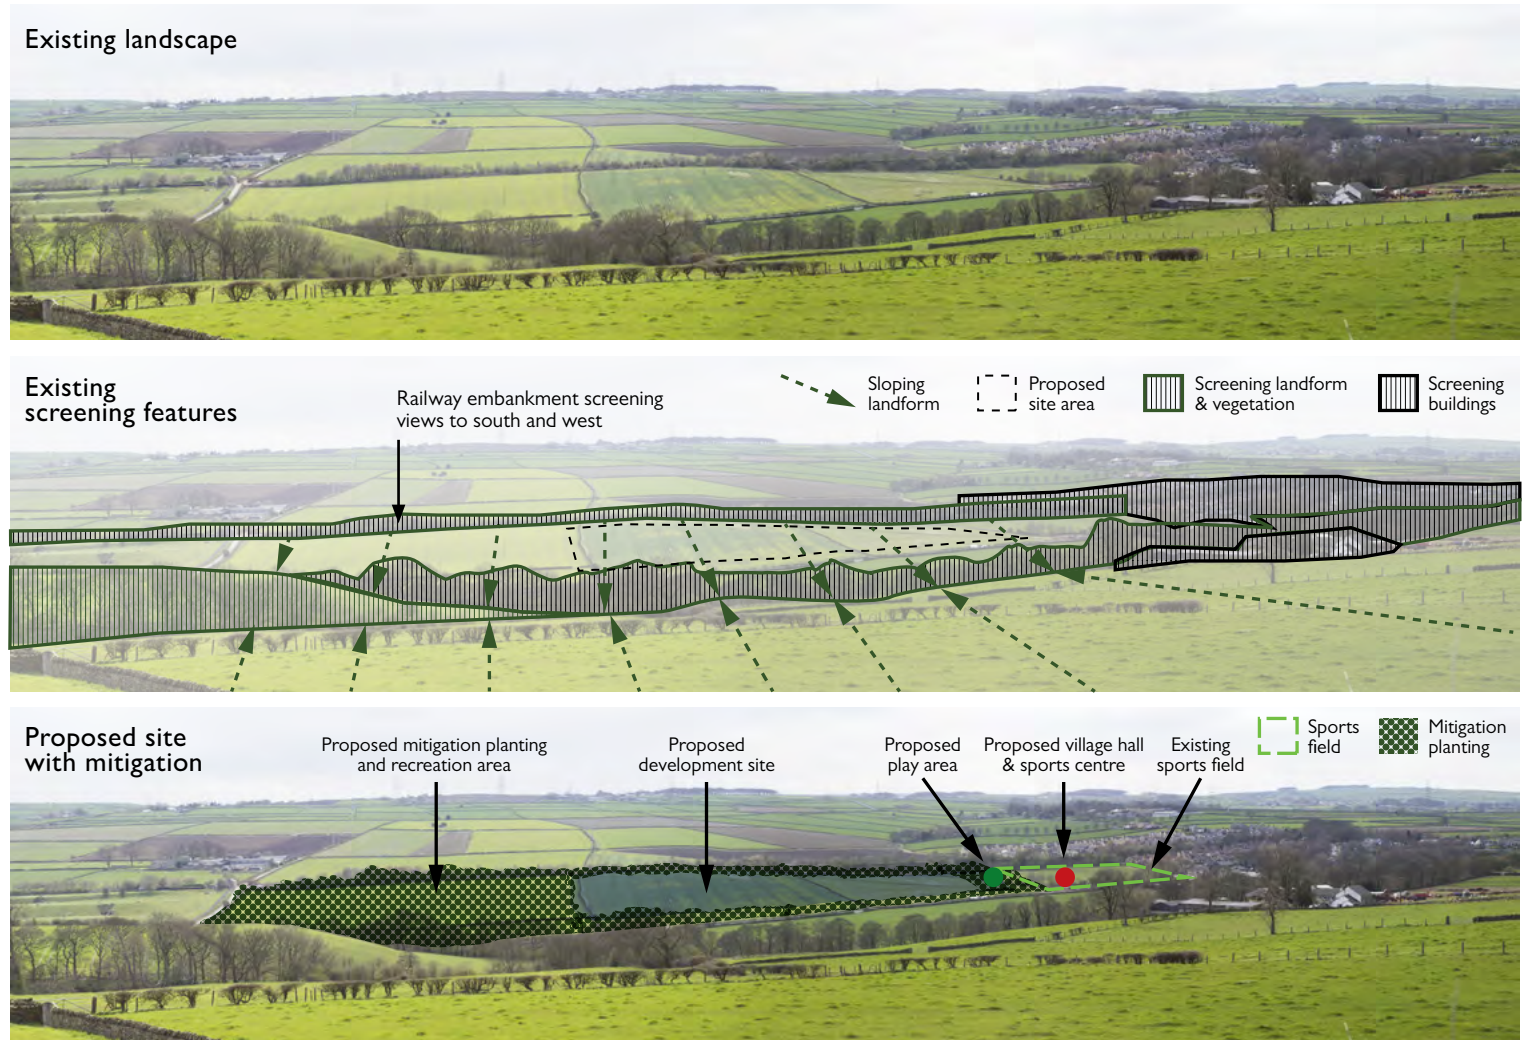 Existing landscape
Existing
screening features
Railway embankment screening
views to south and west
Sloping
landform
Proposed
site area
Screening landform
& vegetation
Screening
buildings
Proposed site
with mitigation
Proposed mitigation planting
and recreation area
Proposed
development site
Proposed
play area
Proposed village hall
& sports centre
Existing
sports field
Sports
field
Mitigation
planting